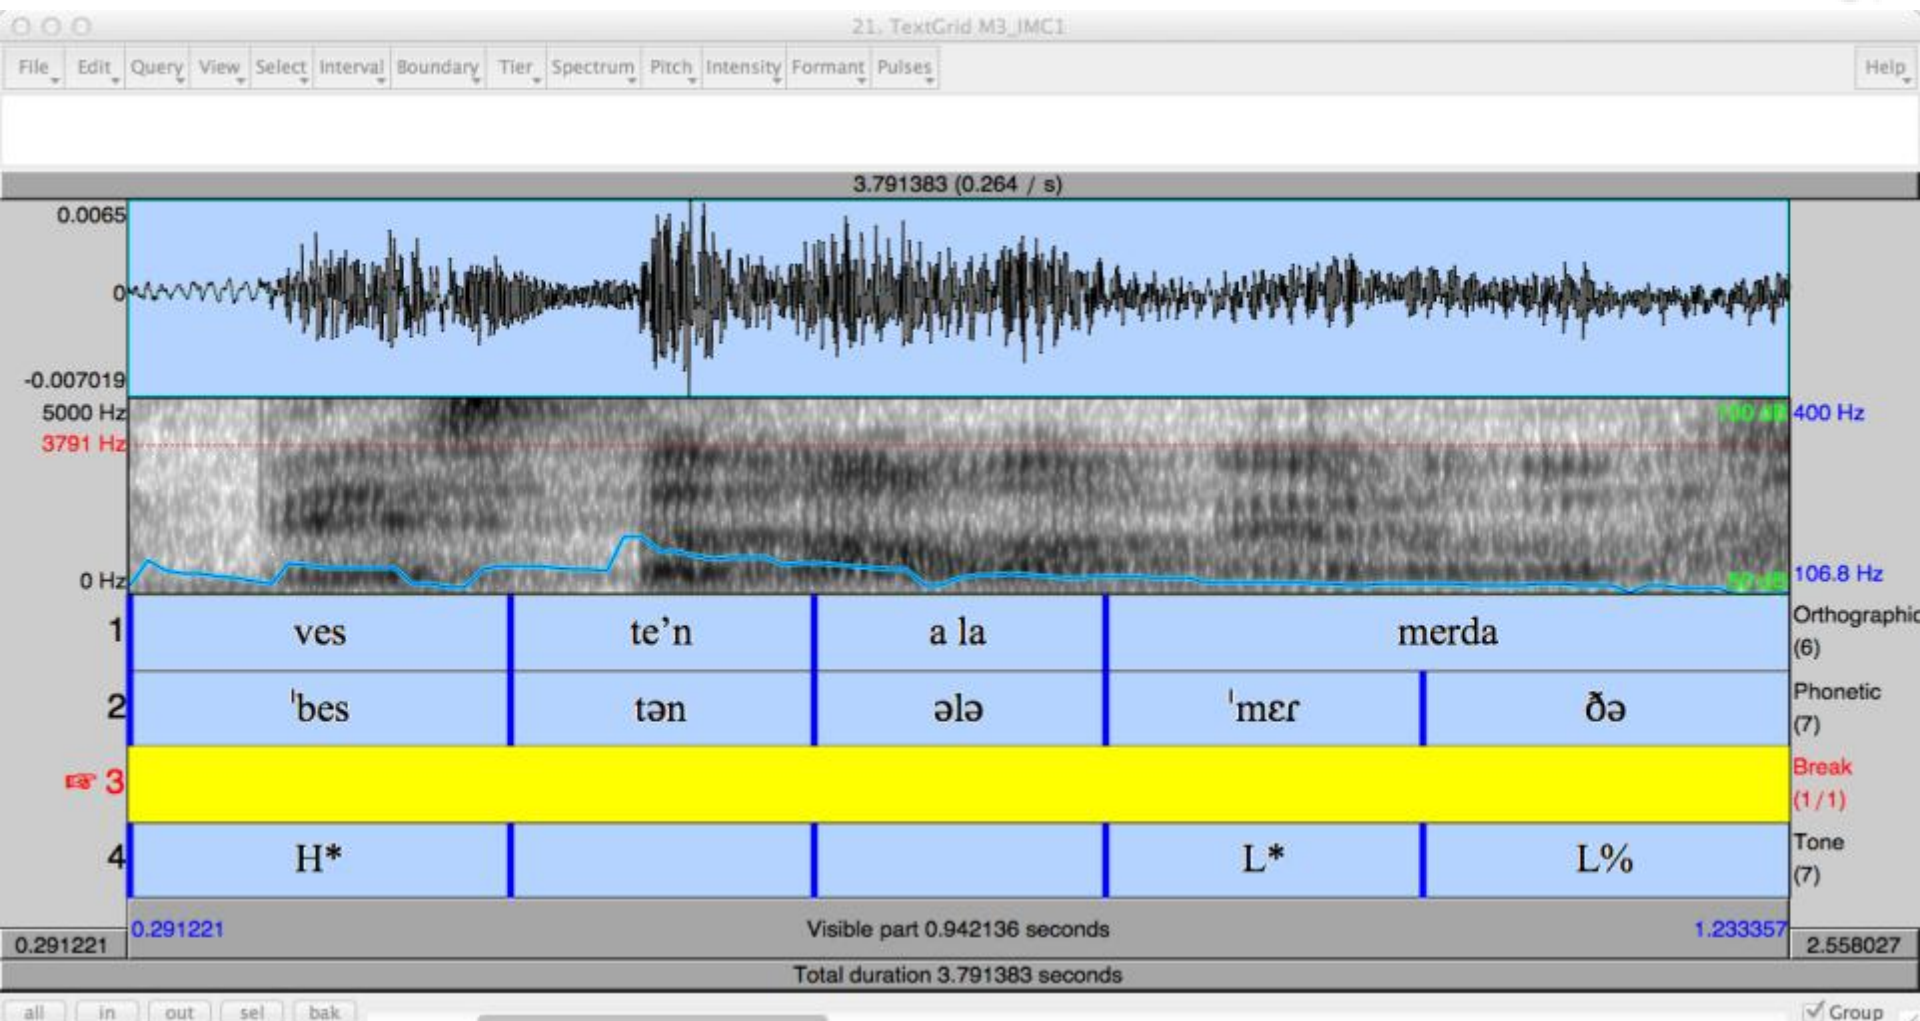 21. TextGrid M3_IMC1
File Edit Query View Select Interval Boundary Tier Spectrum Pitch Intensity Formant Pulses Help
3.791383 (0.264 / s)
0.0065
0
-0.007019
5000 Hz 400 Hz
3791 Hz
0 Hz 106.8 Hz
1 ves te’n a la merda Orthographic (6)
2 ˈbes tən ələ ˈmɛɾ ðə Phonetic (7)
☞ 3 Break (1/1)
4 H* L* L% Tone (7)
0.291221 Visible part 0.942136 seconds 1.233357
0.291221 2.558027
Total duration 3.791383 seconds
all in out sel bak Group